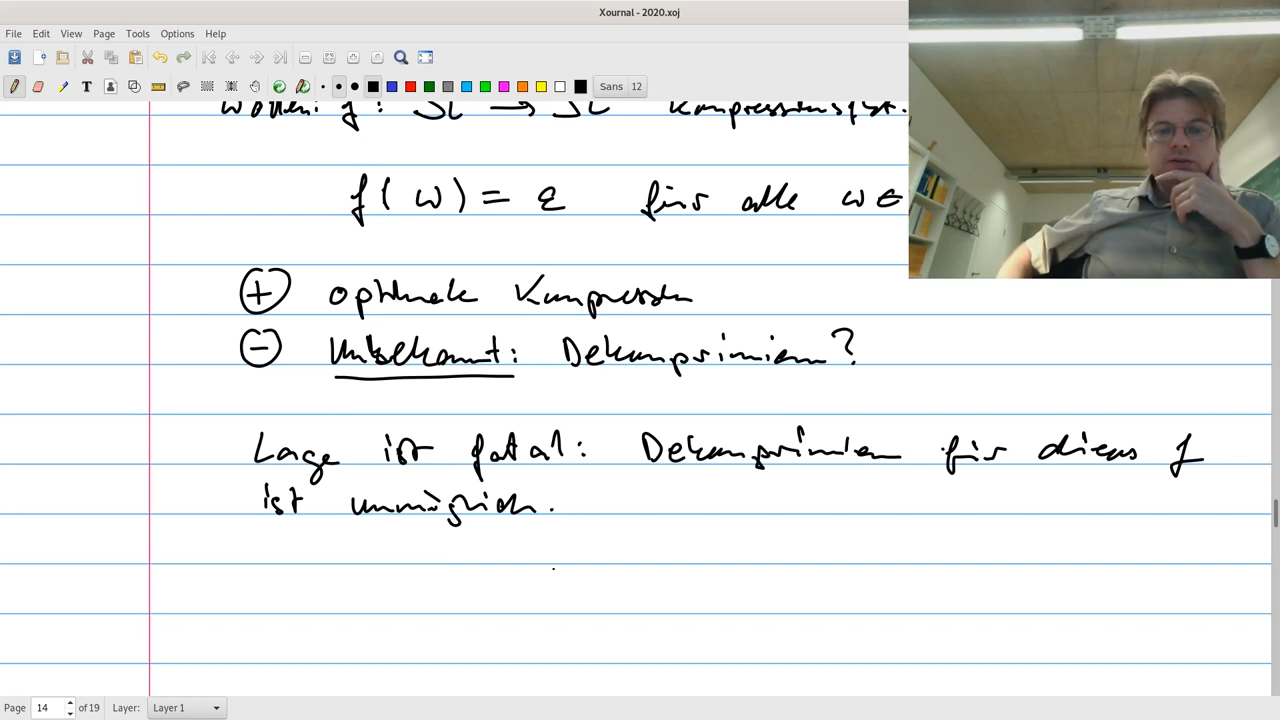 Xournal - 2020.xoj
File Edit View Page Tools Options Help
Sans 12
Wollen: f : Σ* → Σ*
f(w) = ε für alle w ∈
⊕ optimale Kompression
⊖ Unbekannt: Dekomprimieren?
Lage ist fatal: Dekomprimieren für dieses f
ist unmöglich.
Page 14 of 19 Layer: Layer 1